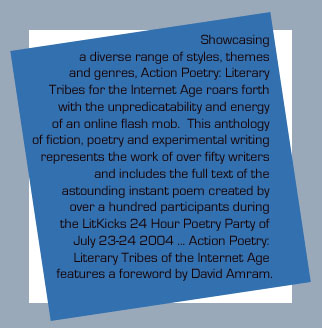 Showcasing
a diverse range of styles, themes
and genres, Action Poetry: Literary
Tribes for the Internet Age roars forth
with the unpredicatability and energy
of an online flash mob.  This anthology
of fiction, poetry and experimental writing
represents the work of over fifty writers
and includes the full text of the
astounding instant poem created by
over a hundred participants during
the LitKicks 24 Hour Poetry Party of
July 23-24 2004 ... Action Poetry:
Literary Tribes of the Internet Age
features a foreword by David Amram.